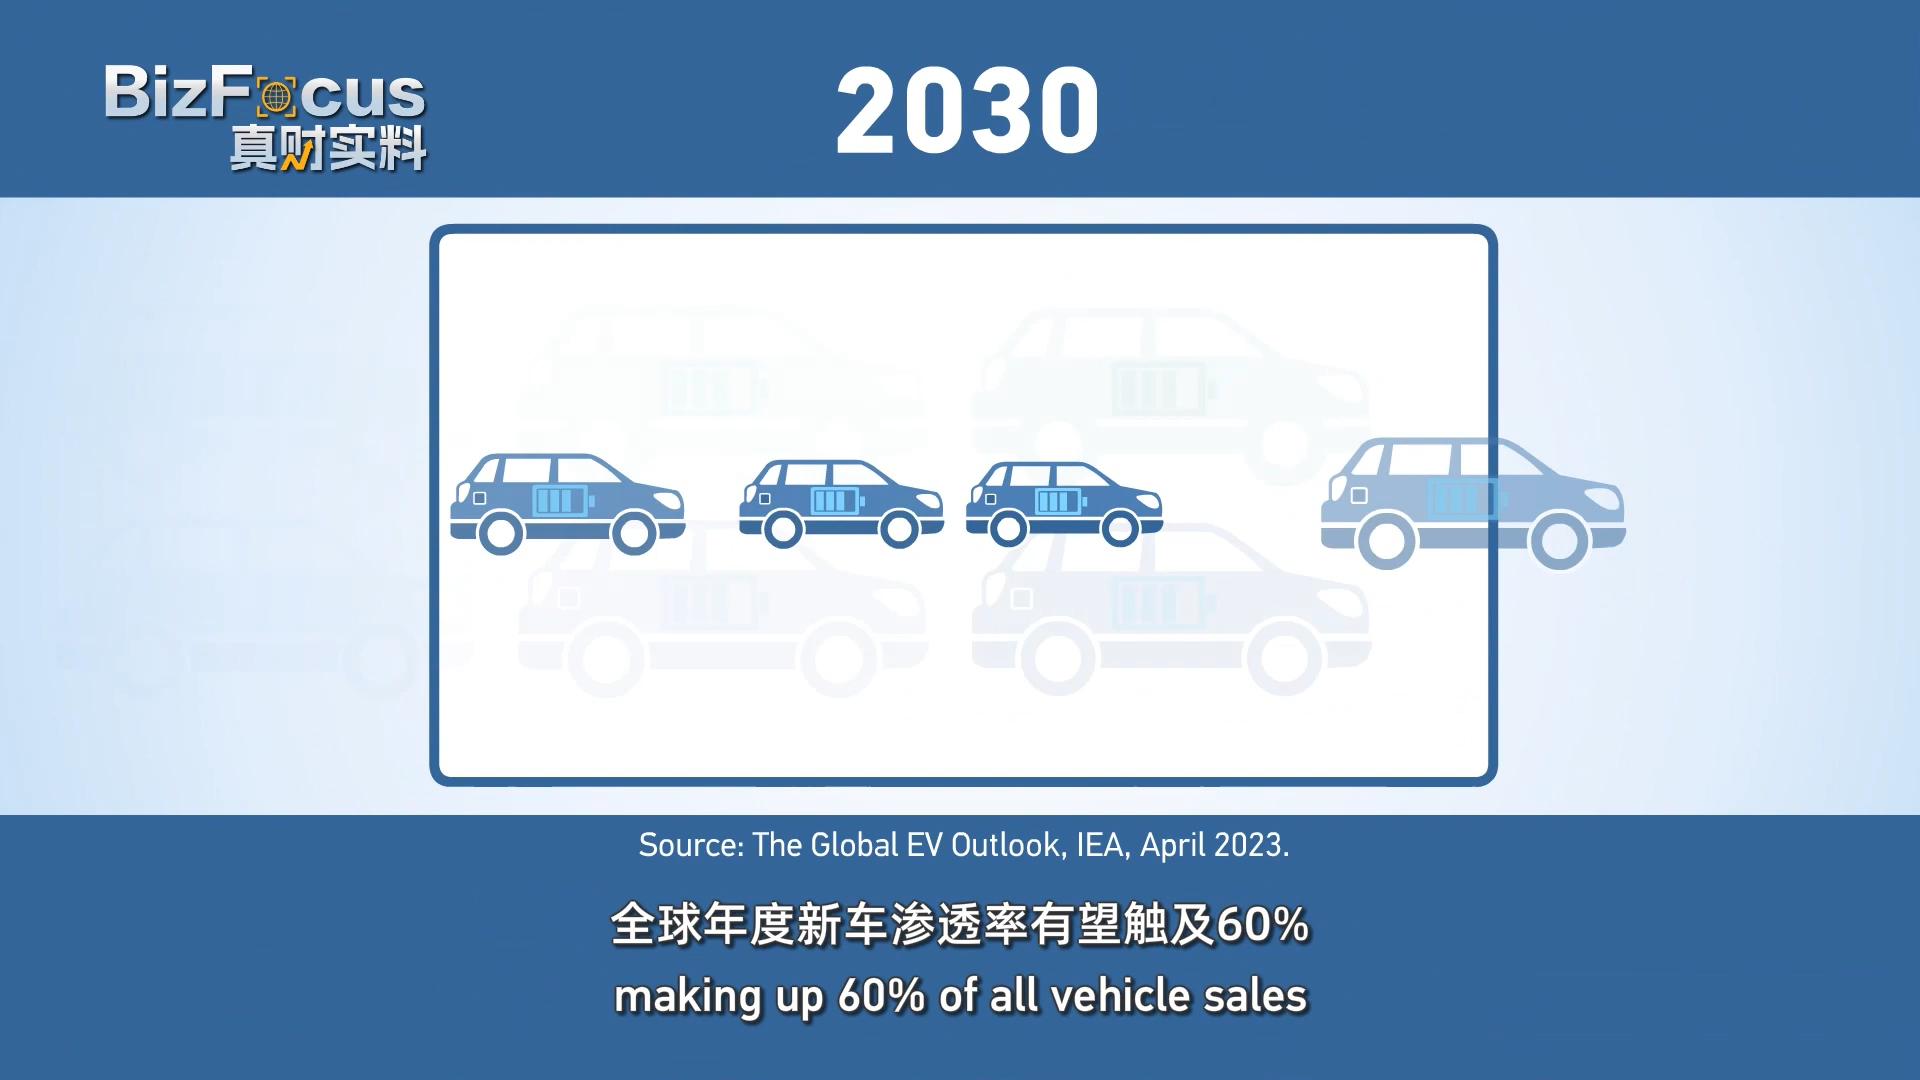 BizFocus
真财实料
2030
Source: The Global EV Outlook, IEA, April 2023.
全球年度新车渗透率有望触及60%
making up 60% of all vehicle sales